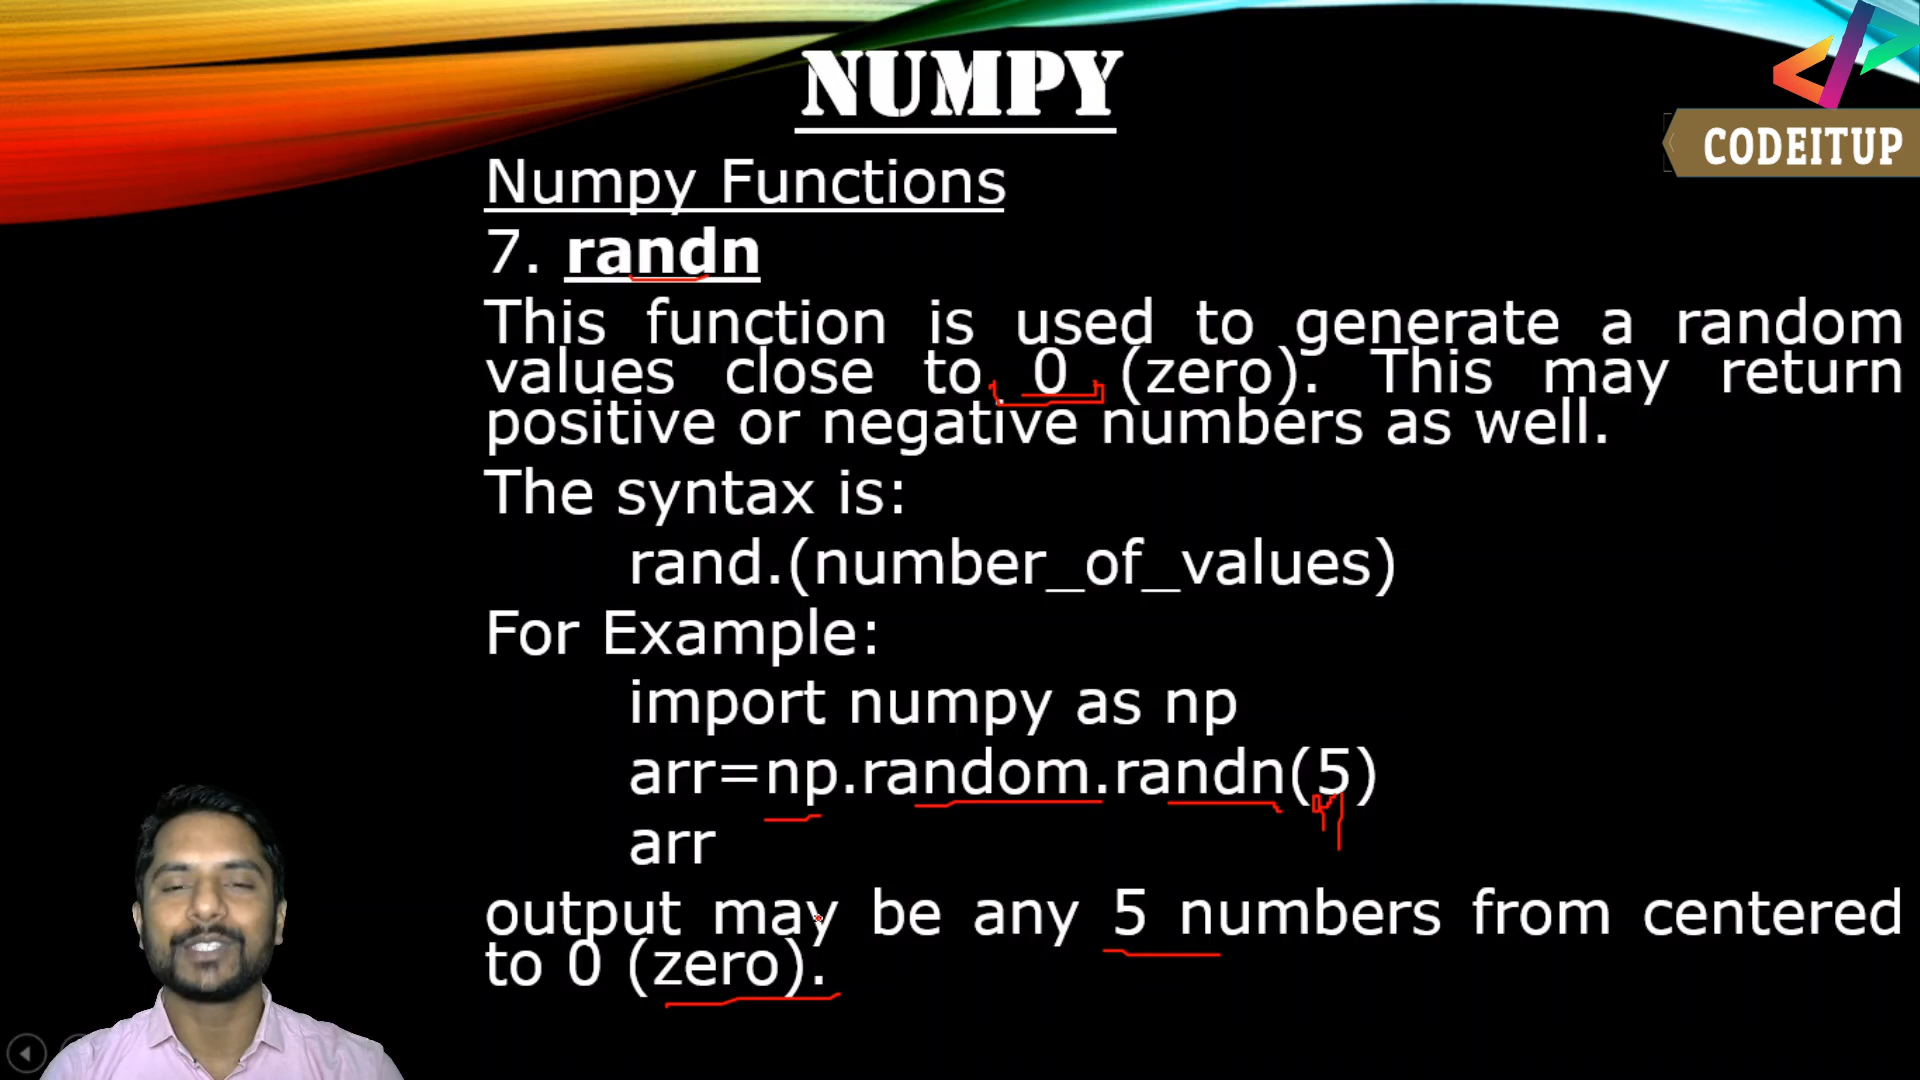 NUMPY
CODEITUP
Numpy Functions
7. randn
This function is used to generate a random
values close to 0 (zero). This may return
positive or negative numbers as well.
The syntax is:
rand.(number_of_values)
For Example:
import numpy as np
arr=np.random.randn(5)
arr
output may be any 5 numbers from centered
to 0 (zero).